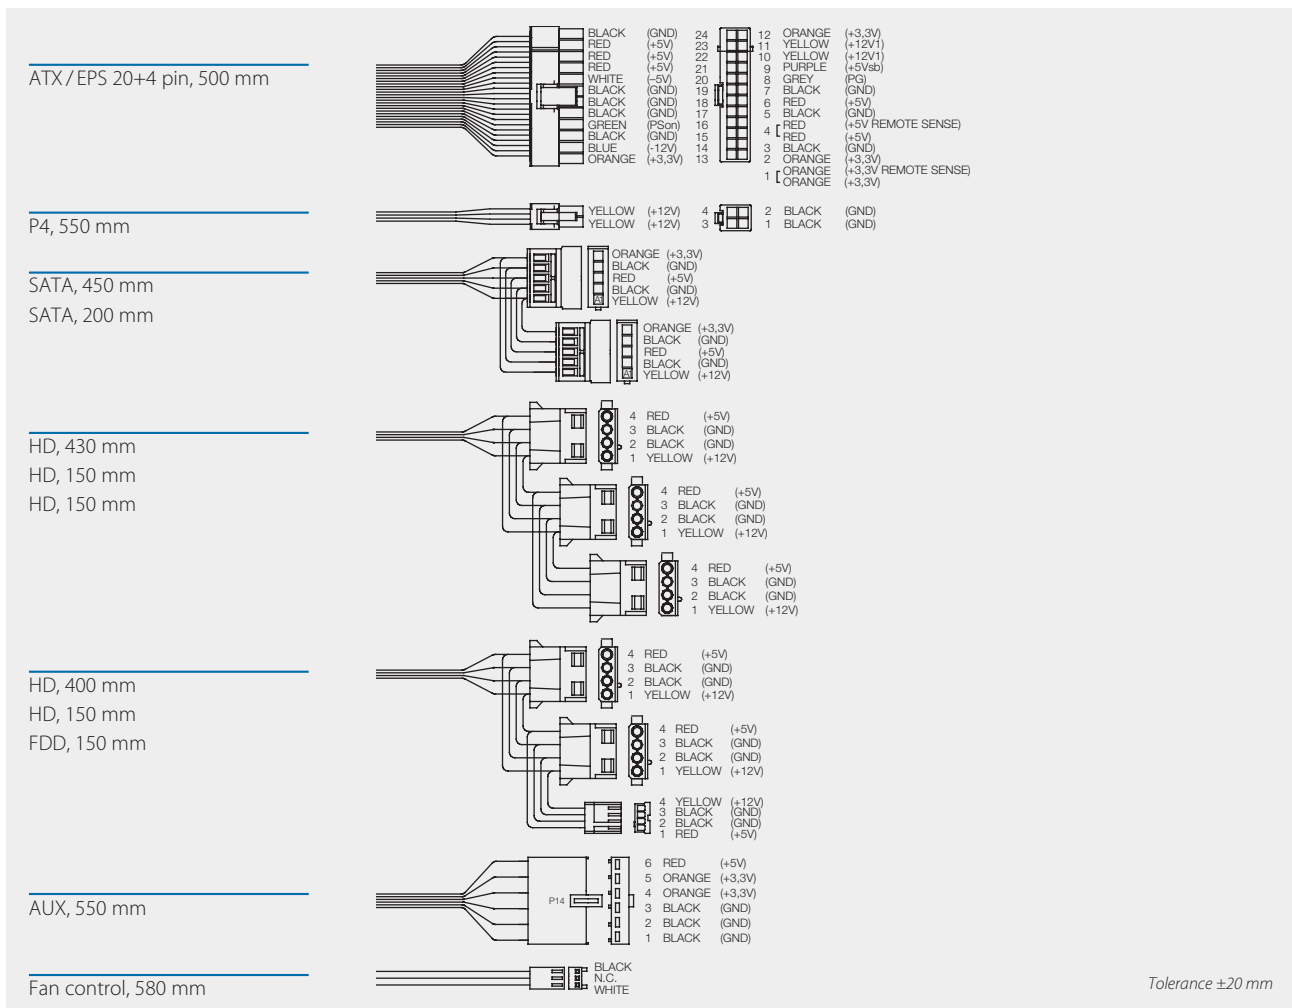 ATX / EPS 20+4 pin, 500 mm
BLACK (GND) 24
RED (+5V) 23
RED (+5V) 22
RED (+5V) 21
WHITE (–5V) 20
BLACK (GND) 19
BLACK (GND) 18
BLACK (GND) 17
GREEN (PSon) 16
BLACK (GND) 15
BLUE (-12V) 14
ORANGE (+3,3V) 13
12 ORANGE (+3,3V)
11 YELLOW (+12V1)
10 YELLOW (+12V1)
9 PURPLE (+5Vsb)
8 GREY (PG)
7 BLACK (GND)
6 RED (+5V)
5 BLACK (GND)
4 [ RED (+5V REMOTE SENSE)
RED (+5V)
3 BLACK (GND)
2 ORANGE (+3,3V)
1 [ ORANGE (+3,3V REMOTE SENSE)
ORANGE (+3,3V)
P4, 550 mm
YELLOW (+12V) 4
YELLOW (+12V) 3
2 BLACK (GND)
1 BLACK (GND)
SATA, 450 mm
SATA, 200 mm
ORANGE (+3,3V)
BLACK (GND)
RED (+5V)
BLACK (GND)
A1 YELLOW (+12V)
ORANGE (+3,3V)
BLACK (GND)
RED (+5V)
BLACK (GND)
A1 YELLOW (+12V)
HD, 430 mm
HD, 150 mm
HD, 150 mm
4 RED (+5V)
3 BLACK (GND)
2 BLACK (GND)
1 YELLOW (+12V)
4 RED (+5V)
3 BLACK (GND)
2 BLACK (GND)
1 YELLOW (+12V)
4 RED (+5V)
3 BLACK (GND)
2 BLACK (GND)
1 YELLOW (+12V)
HD, 400 mm
HD, 150 mm
FDD, 150 mm
4 RED (+5V)
3 BLACK (GND)
2 BLACK (GND)
1 YELLOW (+12V)
4 RED (+5V)
3 BLACK (GND)
2 BLACK (GND)
1 YELLOW (+12V)
4 YELLOW (+12V)
3 BLACK (GND)
2 BLACK (GND)
1 RED (+5V)
AUX, 550 mm
P14
6 RED (+5V)
5 ORANGE (+3,3V)
4 ORANGE (+3,3V)
3 BLACK (GND)
2 BLACK (GND)
1 BLACK (GND)
Fan control, 580 mm
BLACK
N.C.
WHITE
Tolerance ±20 mm